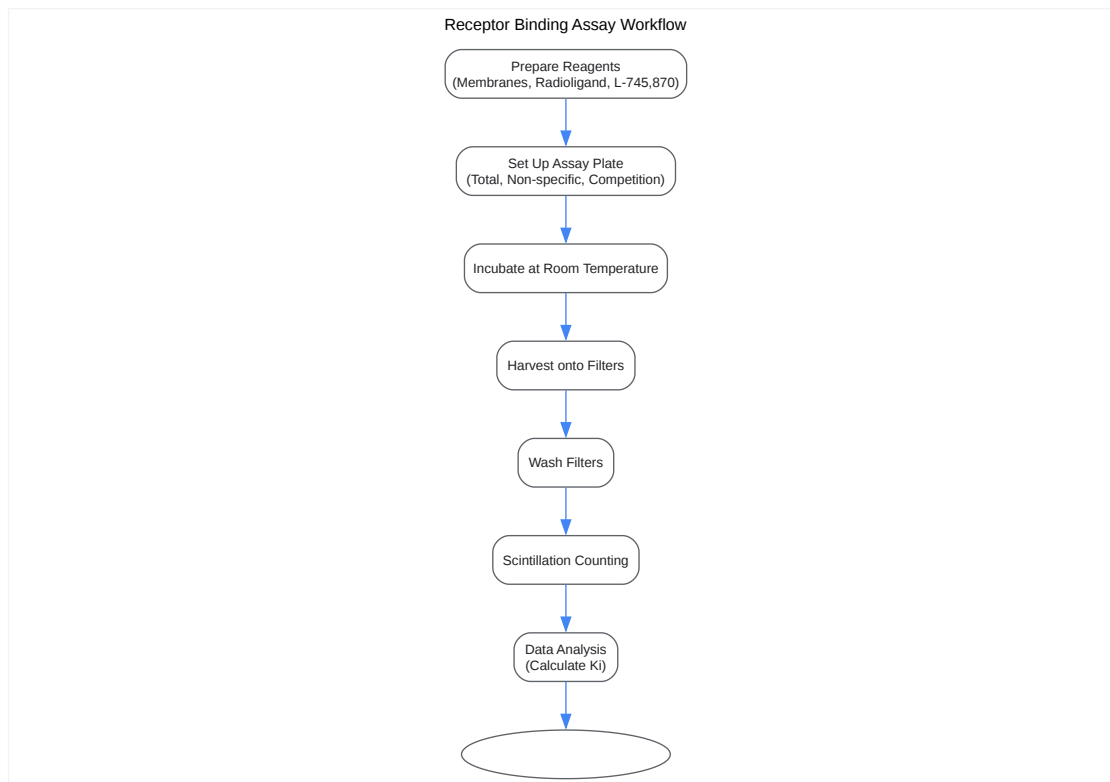 Receptor Binding Assay Workflow
Prepare Reagents
(Membranes, Radioligand, L-745,870)
Set Up Assay Plate
(Total, Non-specific, Competition)
Incubate at Room Temperature
Harvest onto Filters
Wash Filters
Scintillation Counting
Data Analysis
(Calculate Ki)